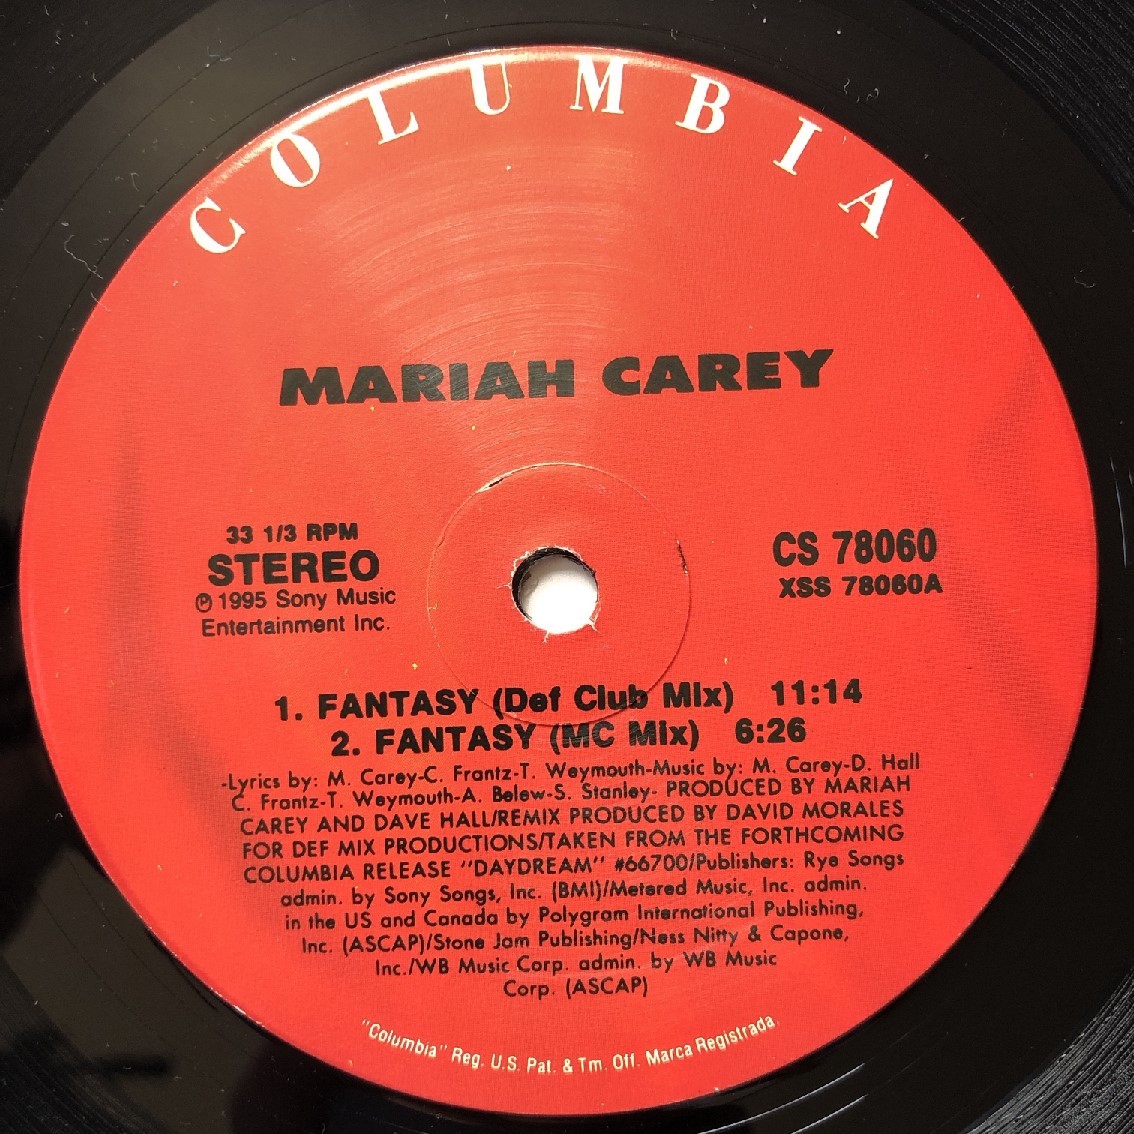 COLUMBIA
MARIAH CAREY
33 1/3 RPM
STEREO
℗ 1995 Sony Music
Entertainment Inc.
CS 78060
XSS 78060A
1. FANTASY (Def Club Mix) 11:14
2. FANTASY (MC Mix) 6:26
-Lyrics by: M. Carey-C. Frantz-T. Weymouth-Music by: M. Carey-D. Hall
C. Frantz-T. Weymouth-A. Belew-S. Stanley- PRODUCED BY MARIAH
CAREY AND DAVE HALL/REMIX PRODUCED BY DAVID MORALES
FOR DEF MIX PRODUCTIONS/TAKEN FROM THE FORTHCOMING
COLUMBIA RELEASE "DAYDREAM" #66700/Publishers: Rye Songs
admin. by Sony Songs, Inc. (BMI)/Metered Music, Inc. admin.
in the US and Canada by Polygram International Publishing,
Inc. (ASCAP)/Stone Jam Publishing/Ness Nitty & Capone,
Inc./WB Music Corp. admin. by WB Music
Corp. (ASCAP)
"Columbia" Reg. U.S. Pat. & Tm. Off. Marca Registrada.